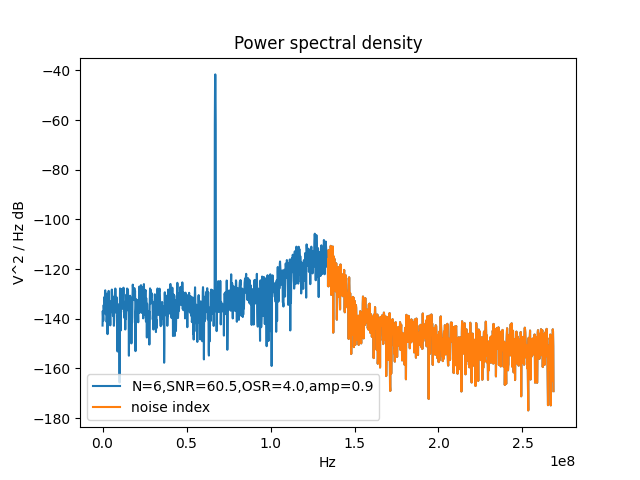 Power spectral density
V^2 / Hz dB
−40
−60
−80
−100
−120
−140
−160
−180
N=6,SNR=60.5,OSR=4.0,amp=0.9
noise index
0.0 0.5 1.0 1.5 2.0 2.5
1e8
Hz